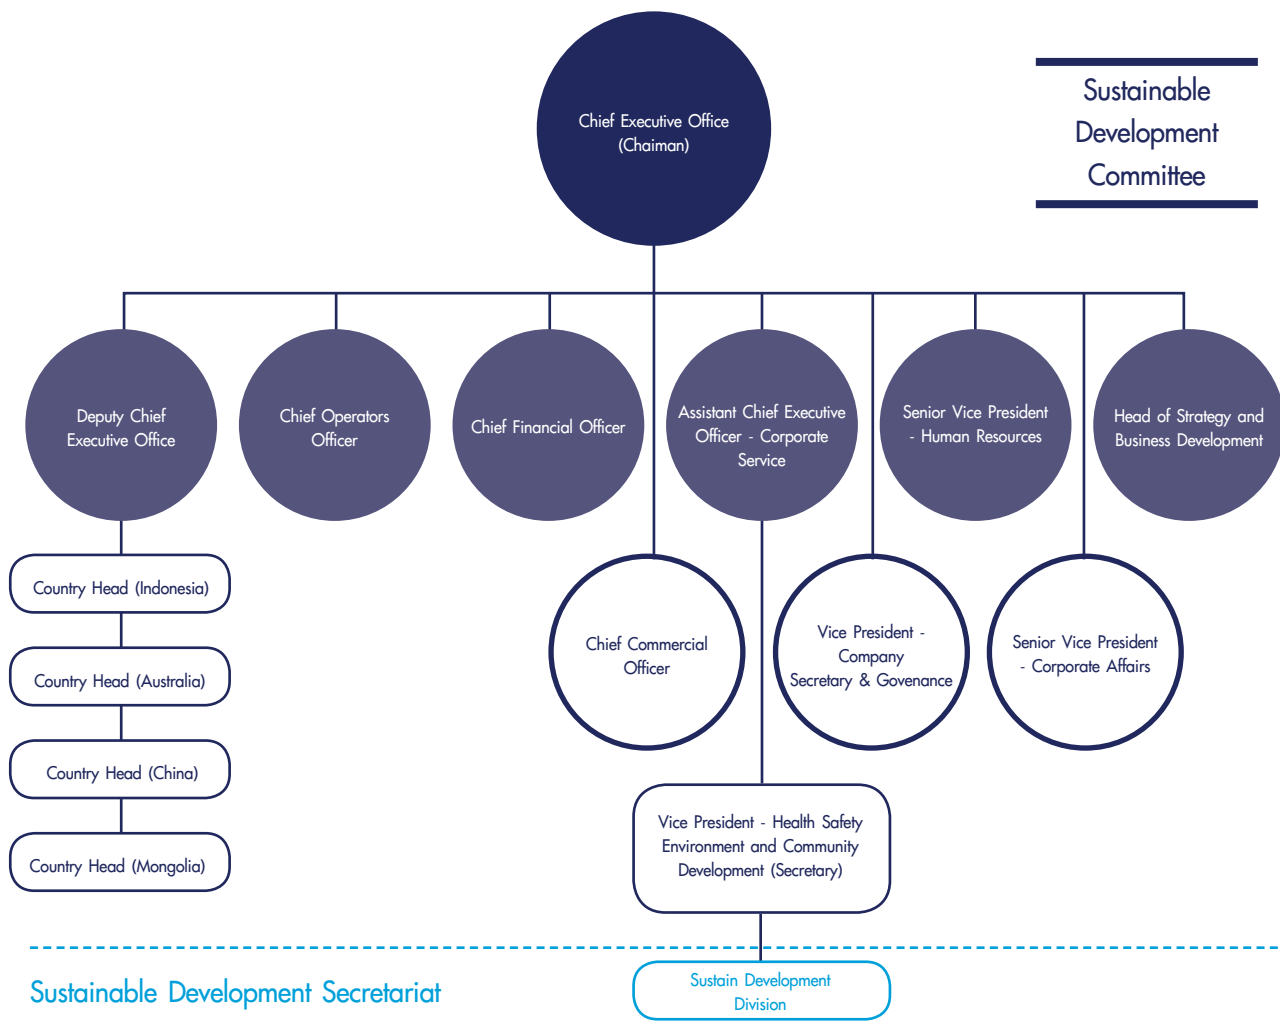 Chief Executive Office
(Chaiman)
Sustainable
Development
Committee
Deputy Chief
Executive Office
Chief Operators
Officer
Chief Financial Officer
Assistant Chief Executive
Officer - Corporate
Service
Senior Vice President
- Human Resources
Head of Strategy and
Business Development
Country Head (Indonesia)
Country Head (Australia)
Country Head (China)
Country Head (Mongolia)
Chief Commercial
Officer
Vice President -
Company
Secretary & Govenance
Senior Vice President
- Corporate Affairs
Vice President - Health Safety
Environment and Community
Development (Secretary)
Sustainable Development Secretariat
Sustain Development
Division